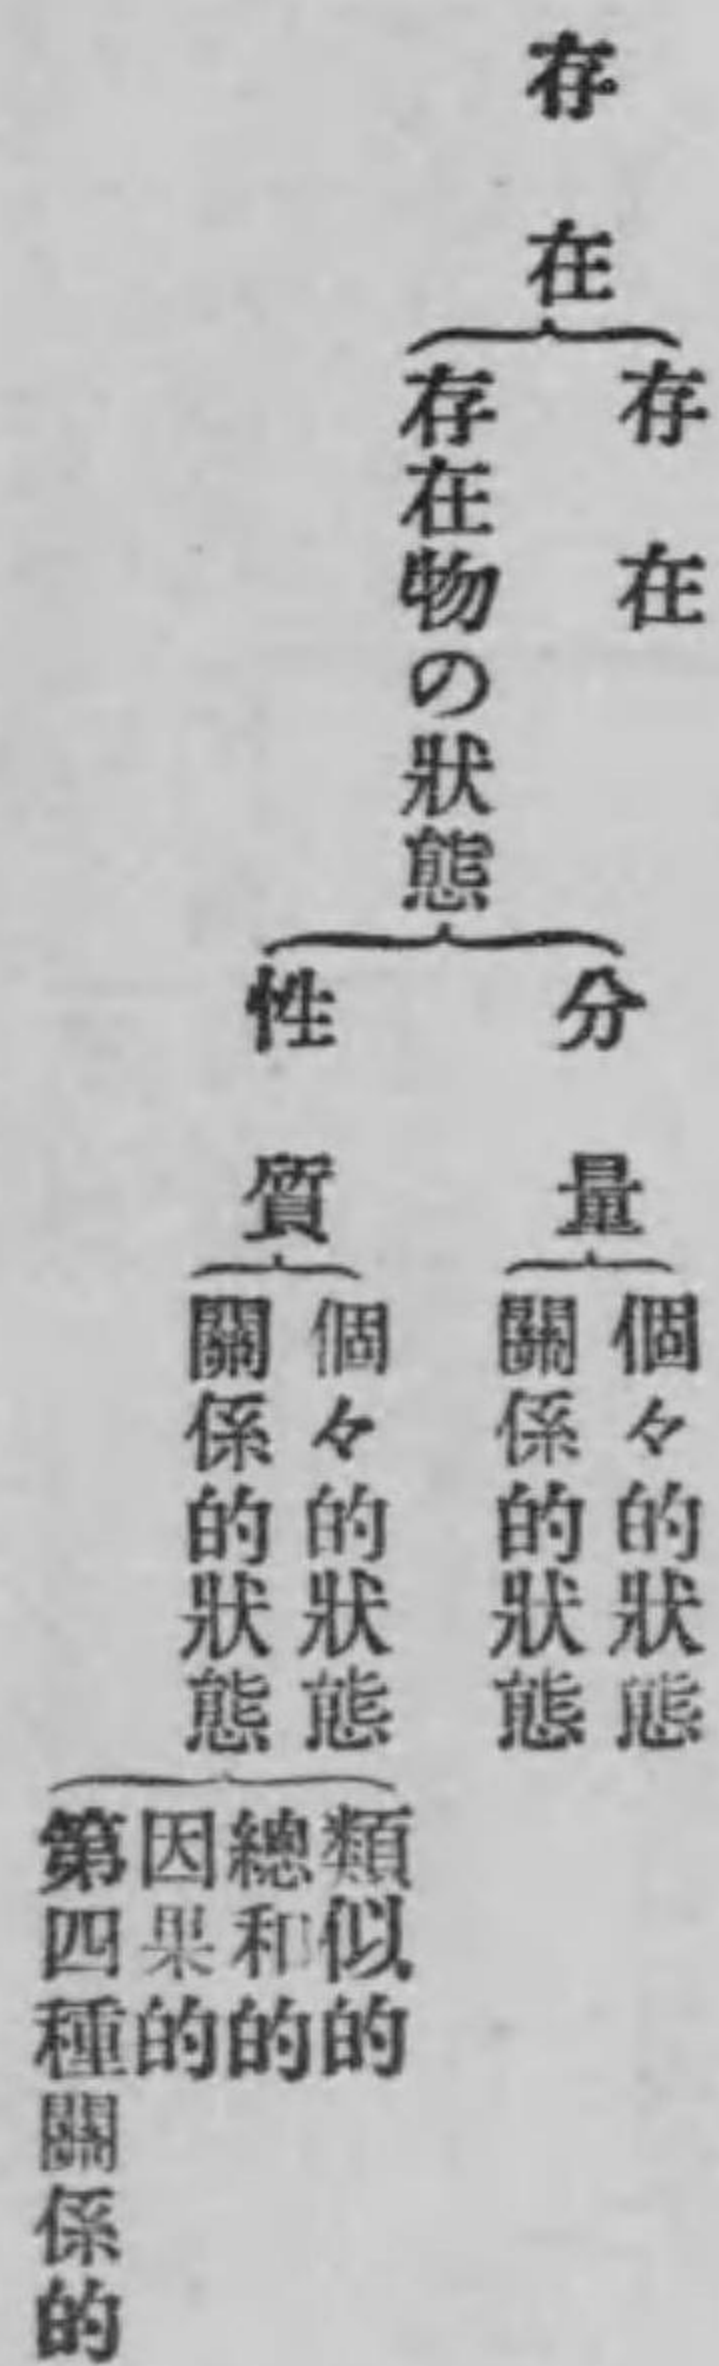 存在
存在
存在物の狀態
分量
個々的狀態
關係的狀態
性質
個々的狀態
關係的狀態
類似的
總和的
因果的
第四種關係的